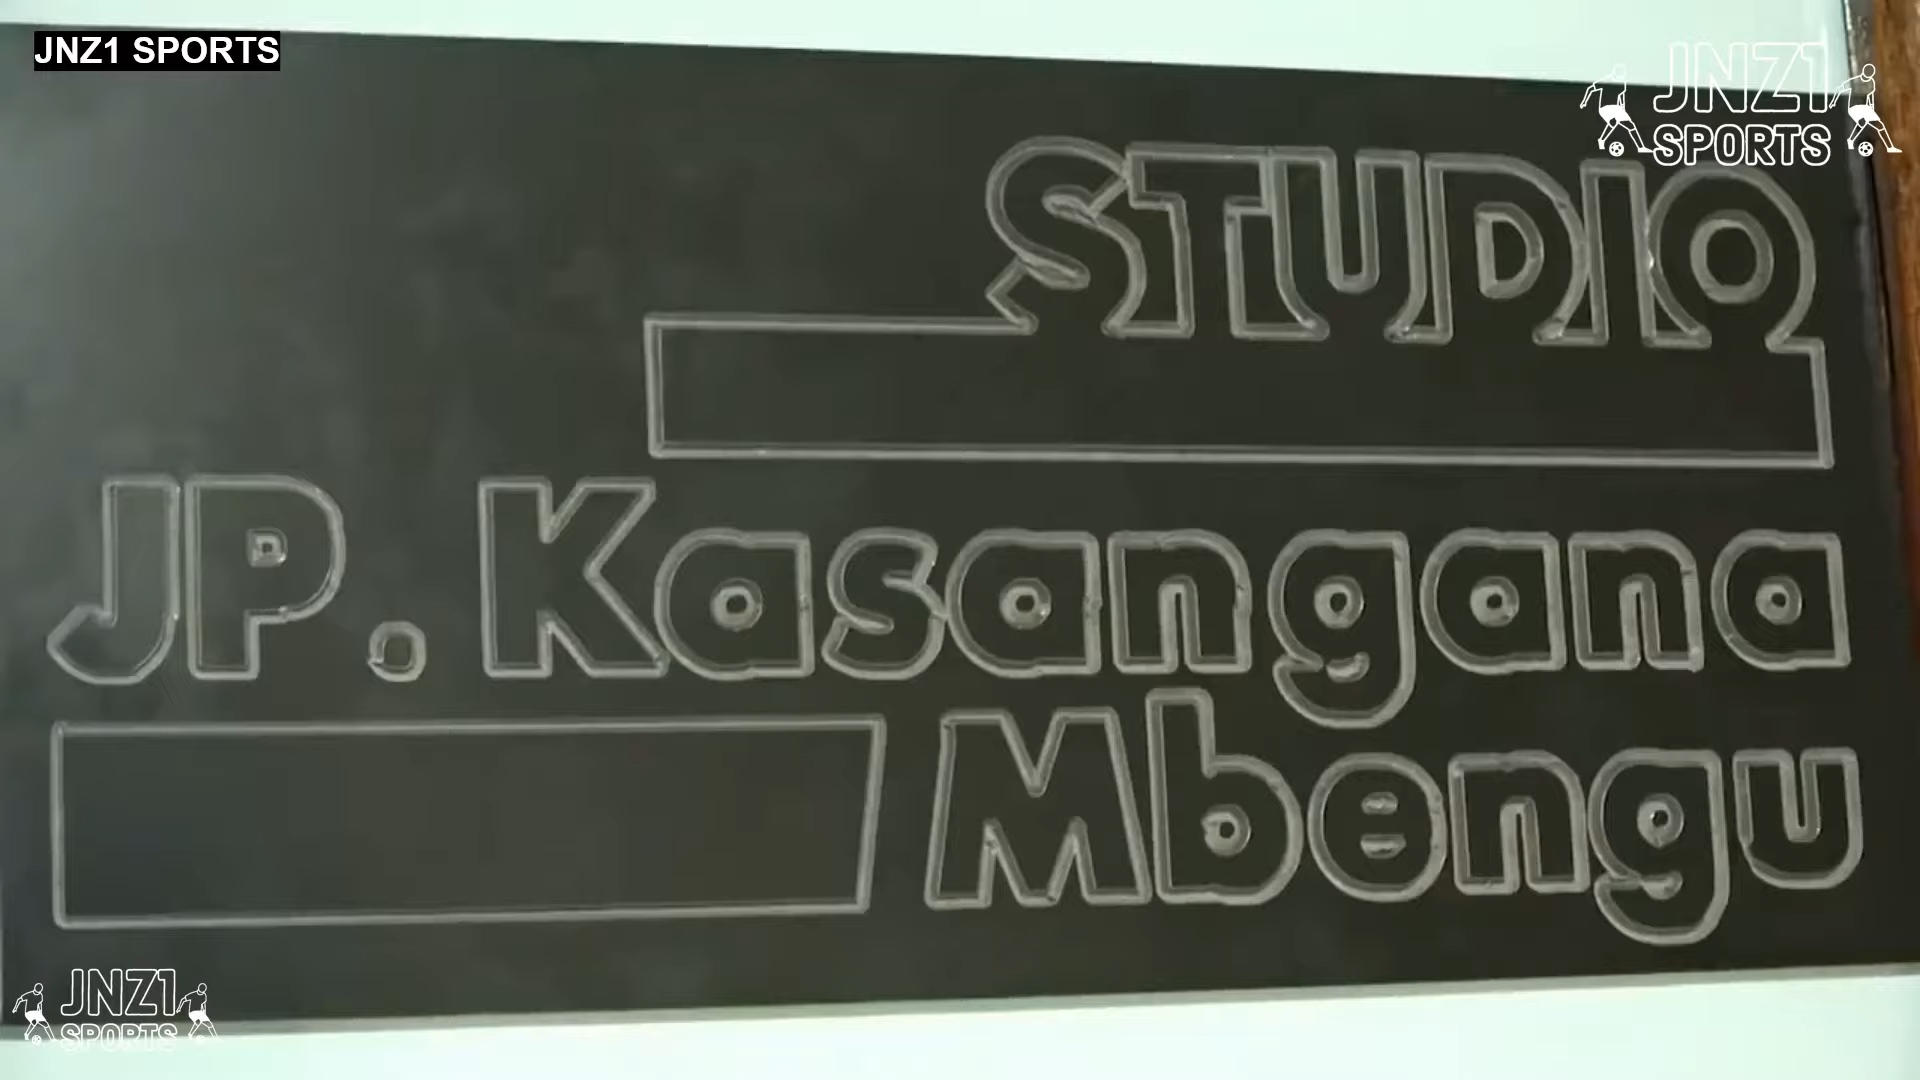 JNZ1 SPORTS
JNZ1
SPORTS
STUDIO
JP. Kasangana
Mbengu
JNZ1
SPORTS